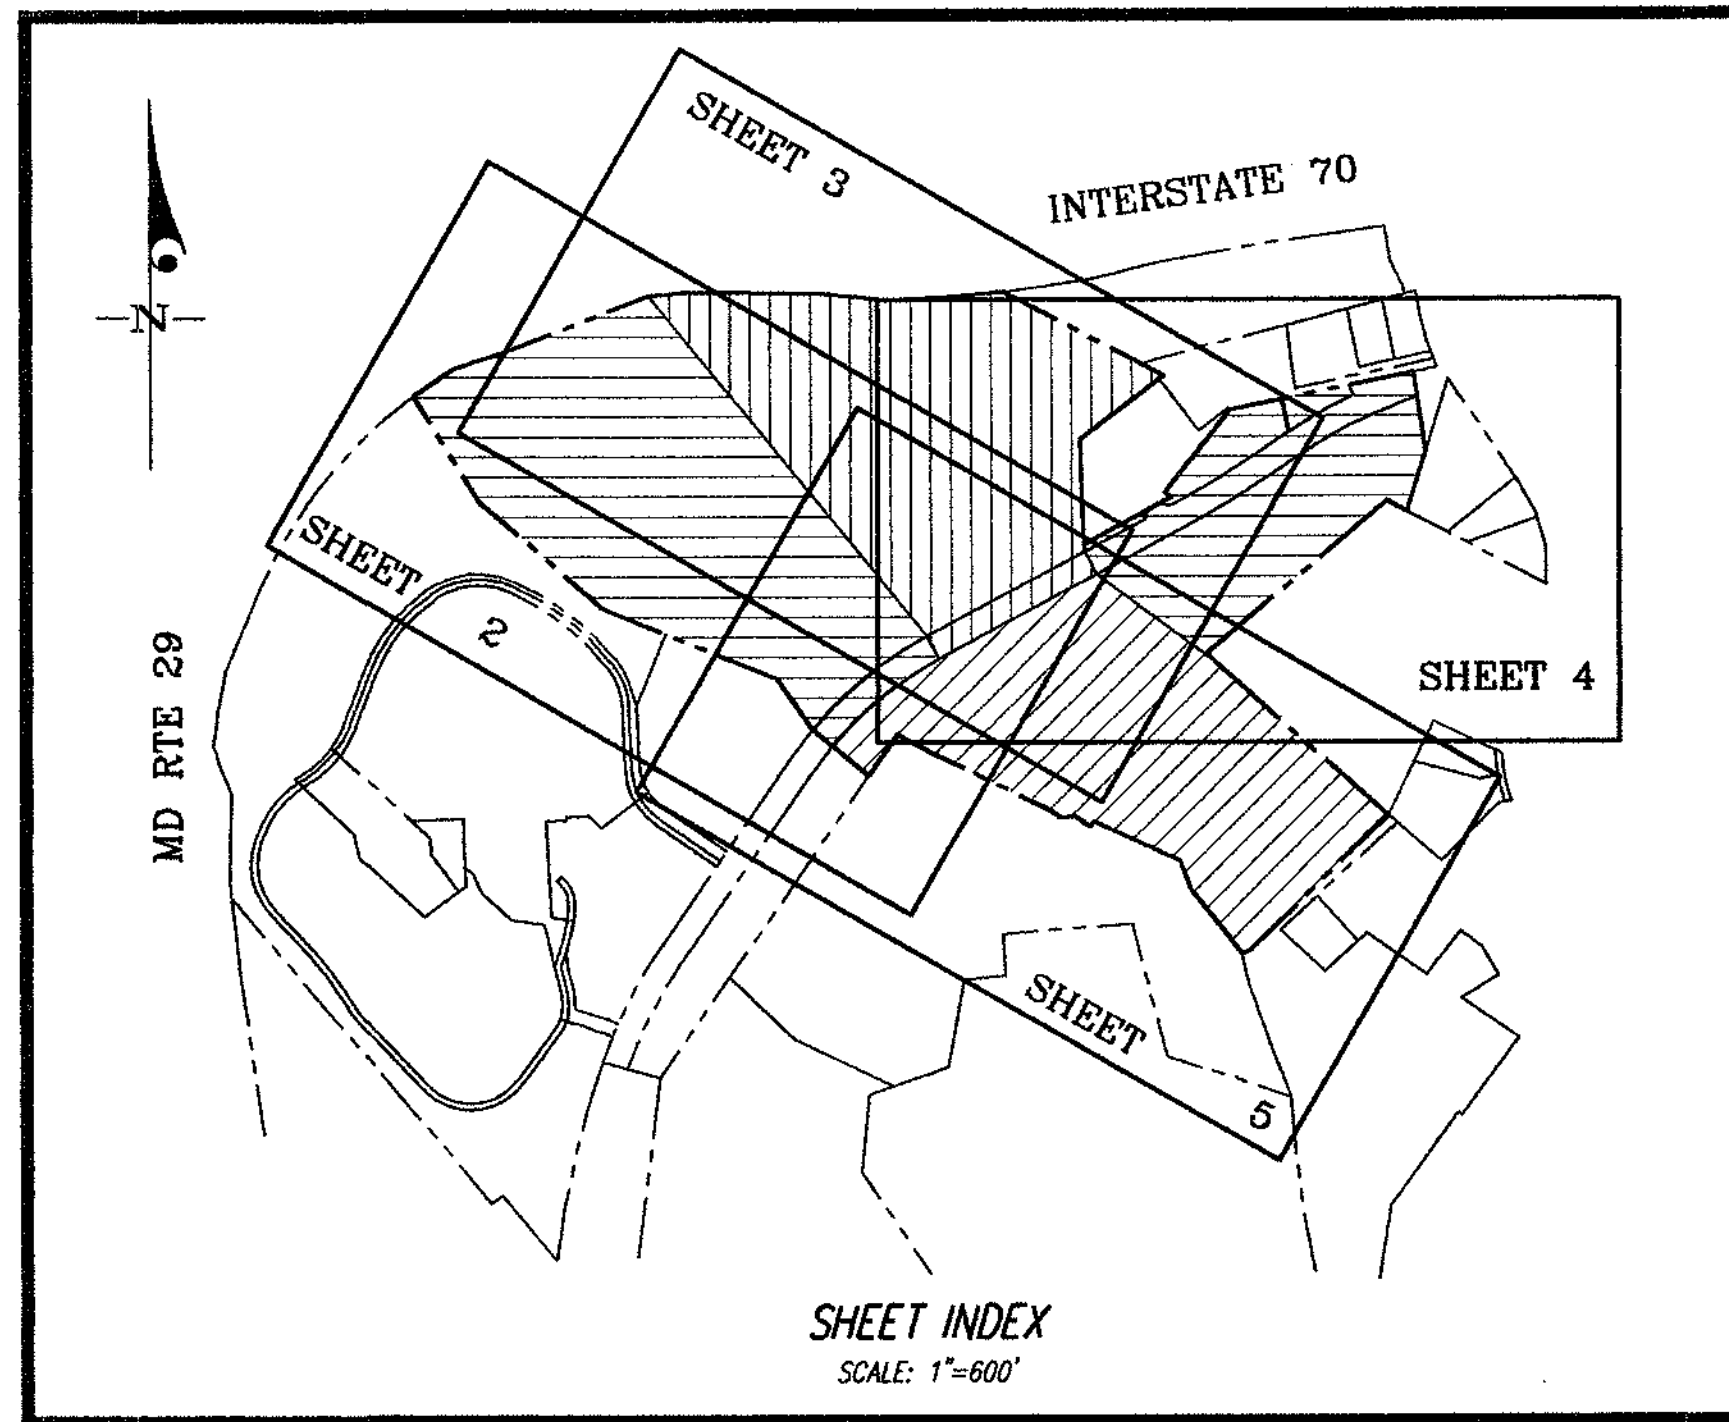 SHEET 3
INTERSTATE 70
-N-
SHEET 2
MD RTE 29
SHEET 4
SHEET 5
SHEET INDEX
SCALE: 1"=600'